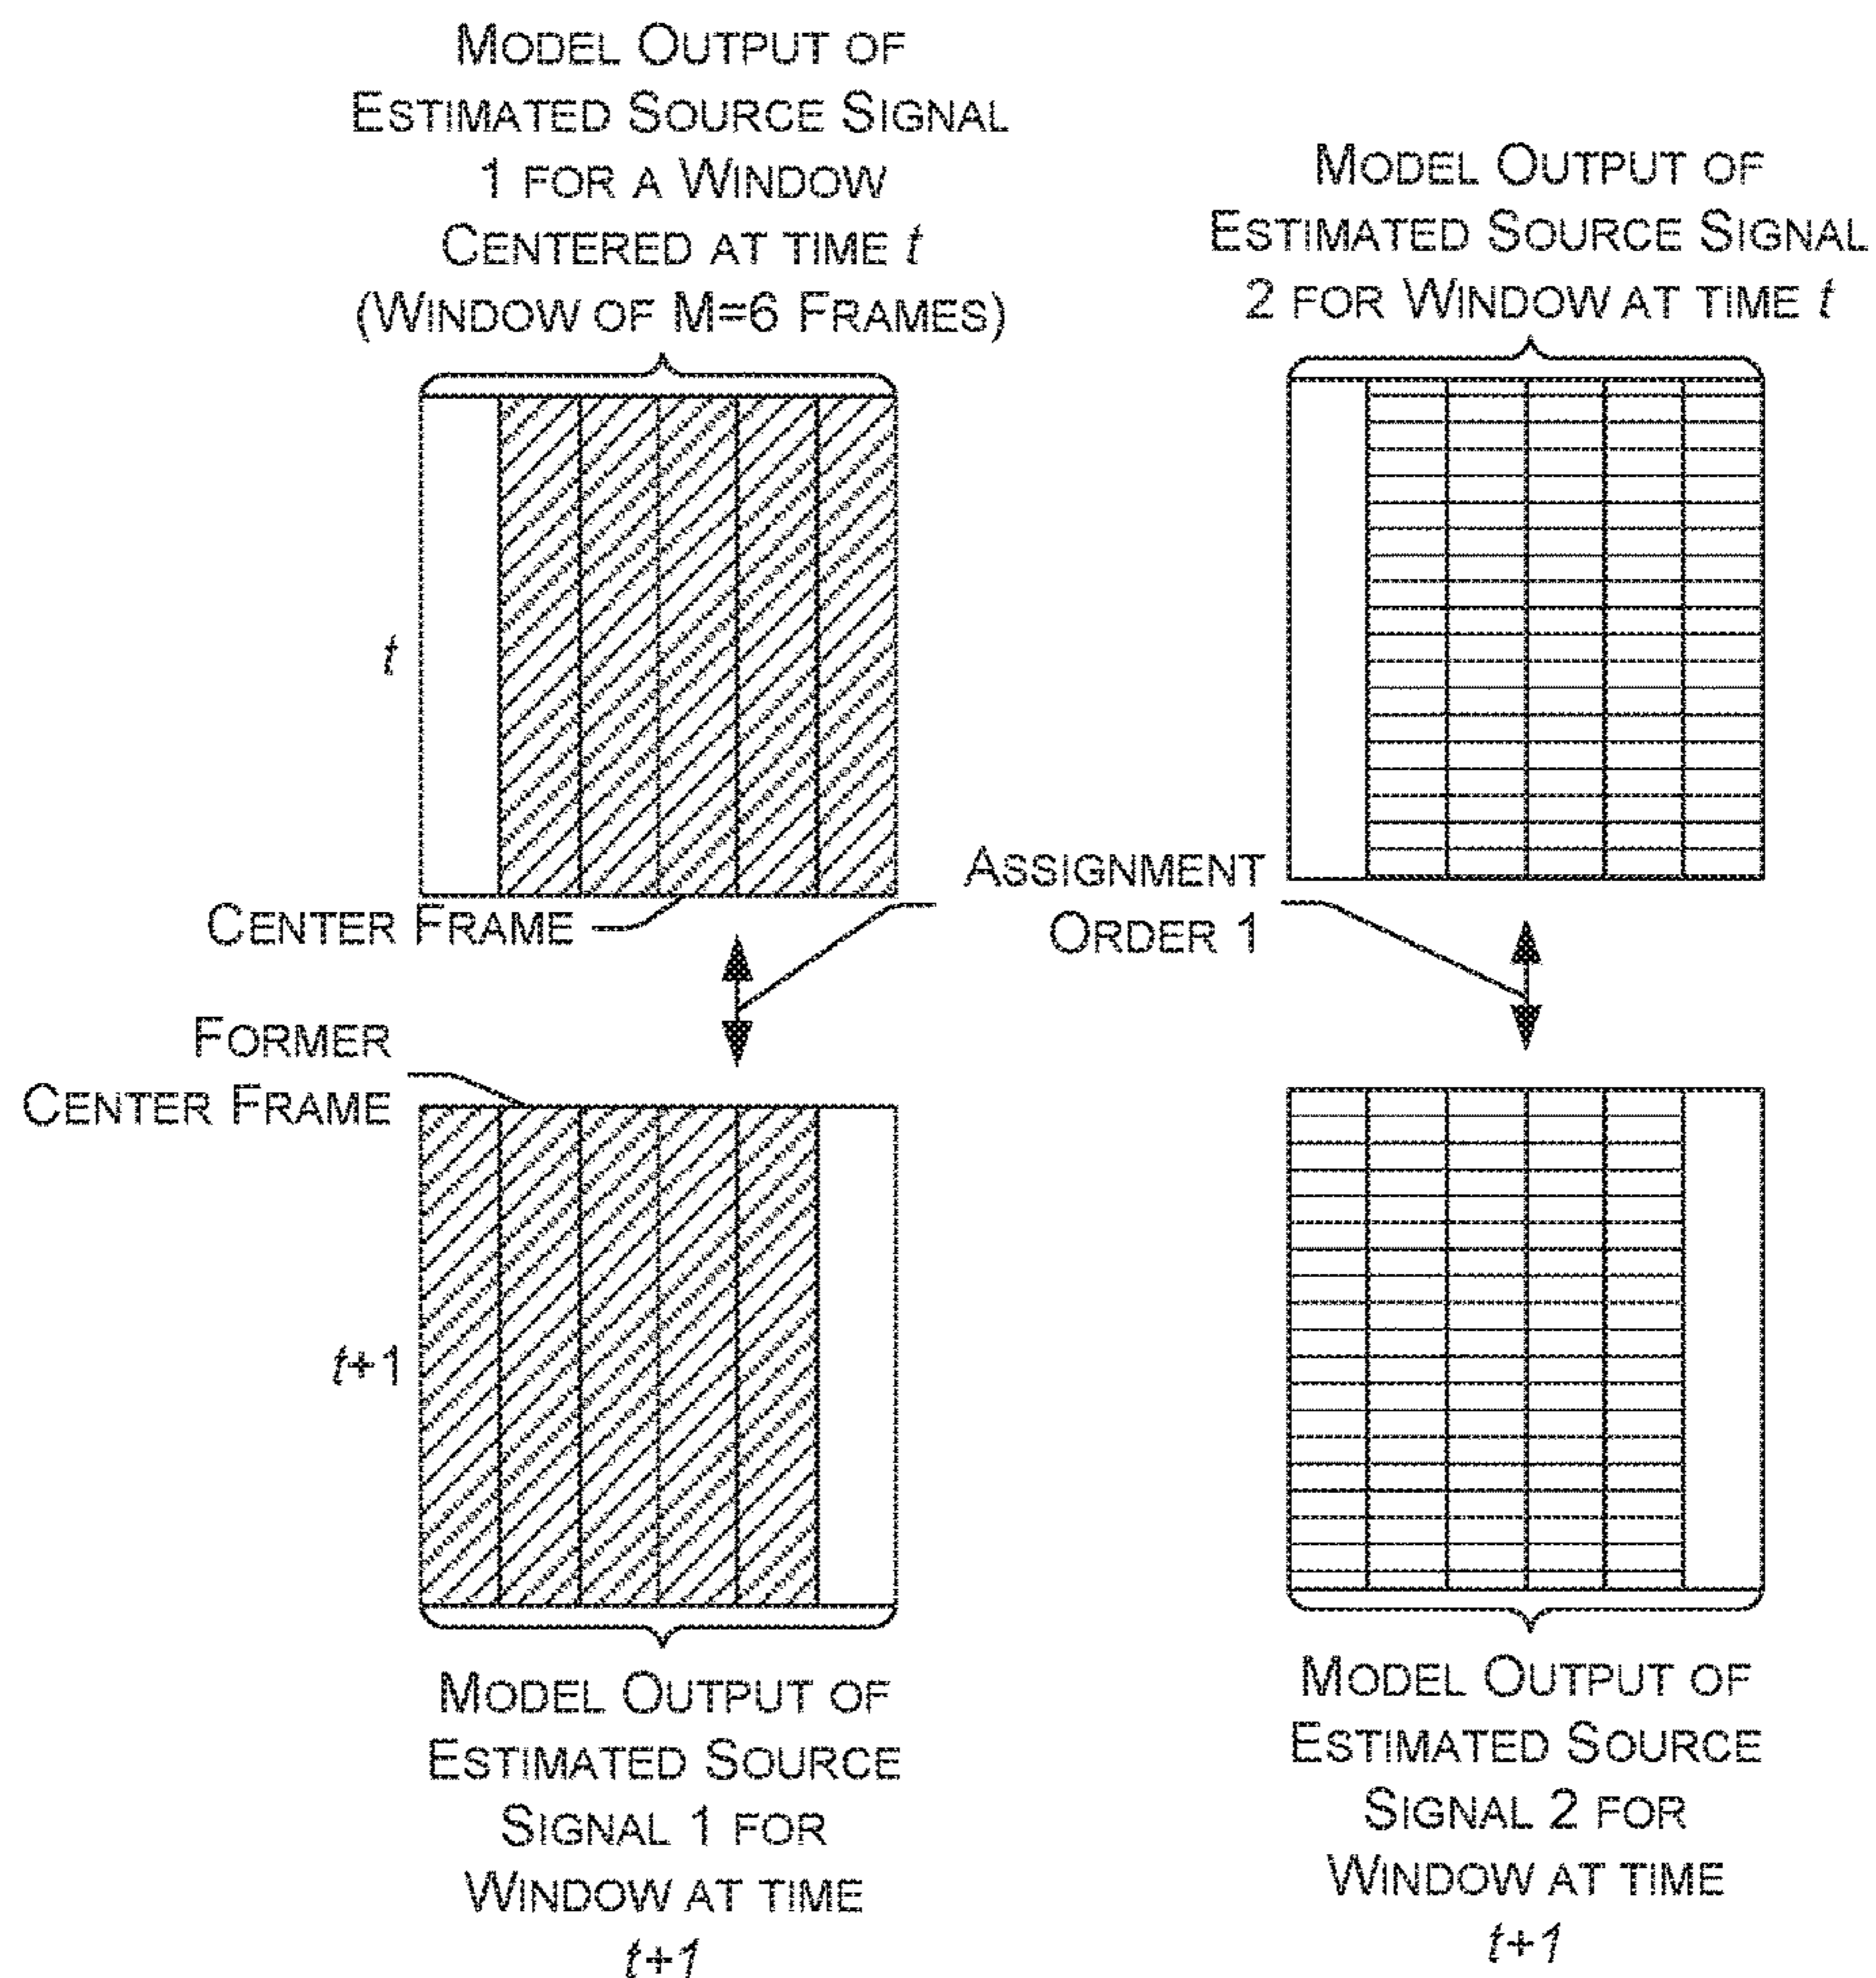 MODEL OUTPUT OF
ESTIMATED SOURCE SIGNAL
1 FOR A WINDOW
CENTERED AT TIME t
(WINDOW OF M=6 FRAMES)
MODEL OUTPUT OF
ESTIMATED SOURCE SIGNAL
2 FOR WINDOW AT TIME t
t
CENTER FRAME
ASSIGNMENT
ORDER 1
FORMER
CENTER FRAME
t+1
MODEL OUTPUT OF
ESTIMATED SOURCE
SIGNAL 1 FOR
WINDOW AT TIME
t+1
MODEL OUTPUT OF
ESTIMATED SOURCE
SIGNAL 2 FOR
WINDOW AT TIME
t+1